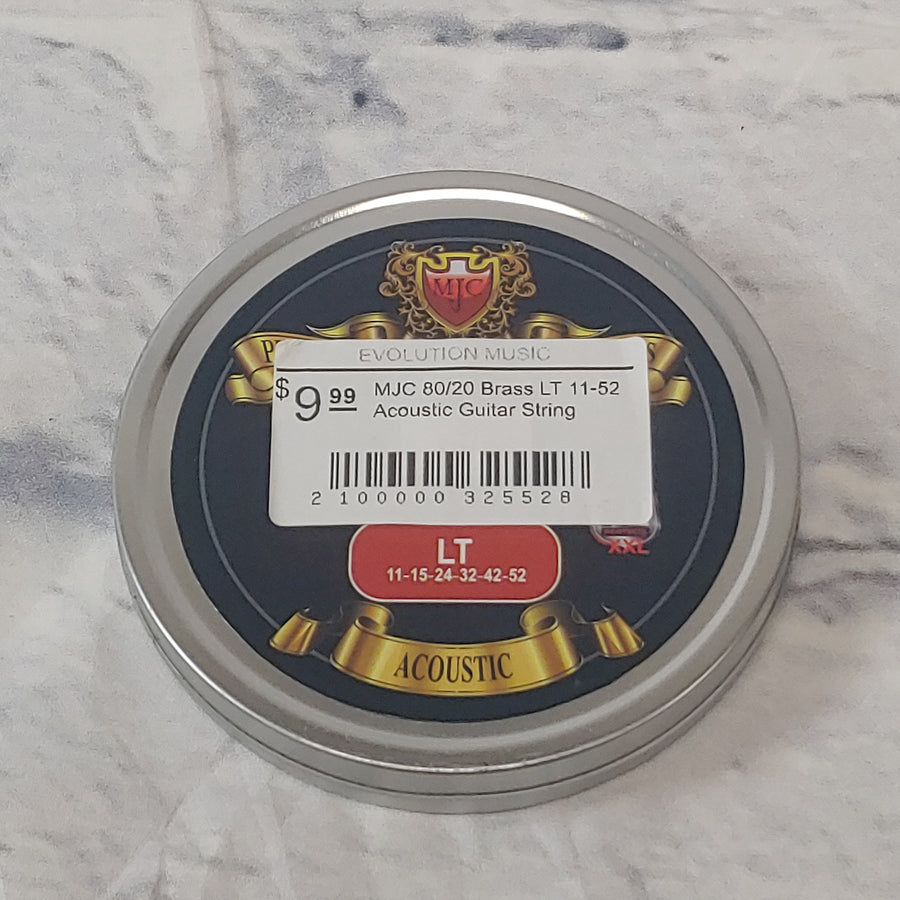 MJC
EVOLUTION MUSIC
$9.99 MJC 80/20 Brass LT 11-52
Acoustic Guitar String
2 100000 325528
XXL
LT
11-15-24-32-42-52
ACOUSTIC